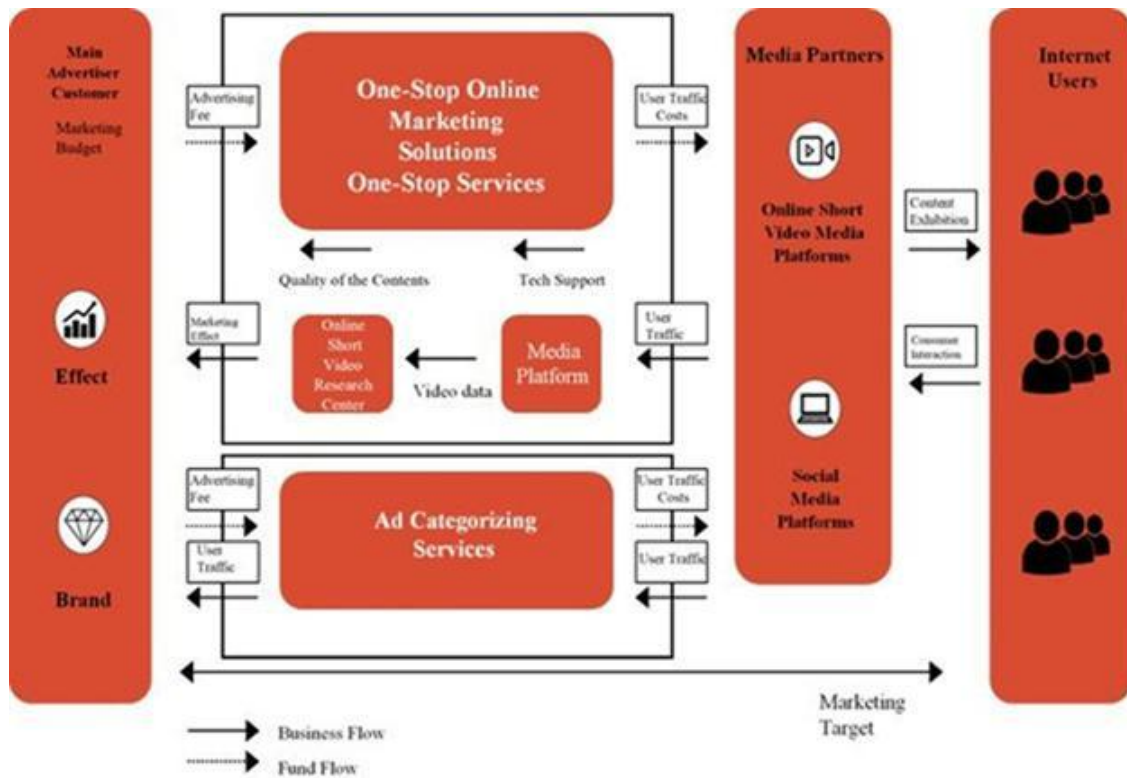 Main
Advertiser
Customer
Marketing
Budget
Effect
Brand
Advertising
Fee
One-Stop Online
Marketing
Solutions
One-Stop Services
User Traffic
Costs
Quality of the Contents
Tech Support
Marketing
Effect
Online
Short
Video
Research
Center
Video data
Media
Platform
User
Traffic
Advertising
Fee
User
Traffic
Ad Categorizing
Services
User Traffic
Costs
User Traffic
Media Partners
Online Short
Video Media
Platforms
Social
Media
Platforms
Content
Exhibition
Consumer
Interaction
Internet
Users
Marketing
Target
Business Flow
Fund Flow